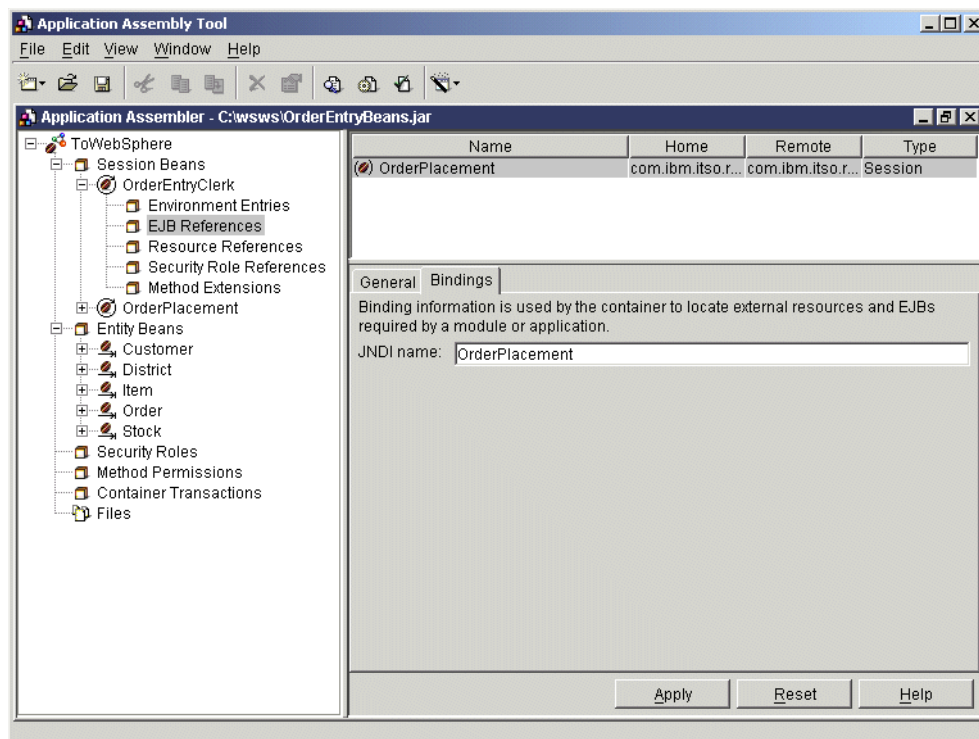 Application Assembly Tool
File Edit View Window Help
Application Assembler - C:\wsws\OrderEntryBeans.jar
ToWebSphere
Session Beans
OrderEntryClerk
Environment Entries
EJB References
Resource References
Security Role References
Method Extensions
OrderPlacement
Entity Beans
Customer
District
Item
Order
Stock
Security Roles
Method Permissions
Container Transactions
Files
Name Home Remote Type
OrderPlacement com.ibm.itso.r... com.ibm.itso.r... Session
General Bindings
Binding information is used by the container to locate external resources and EJBs
required by a module or application.
JNDI name: OrderPlacement
Apply Reset Help